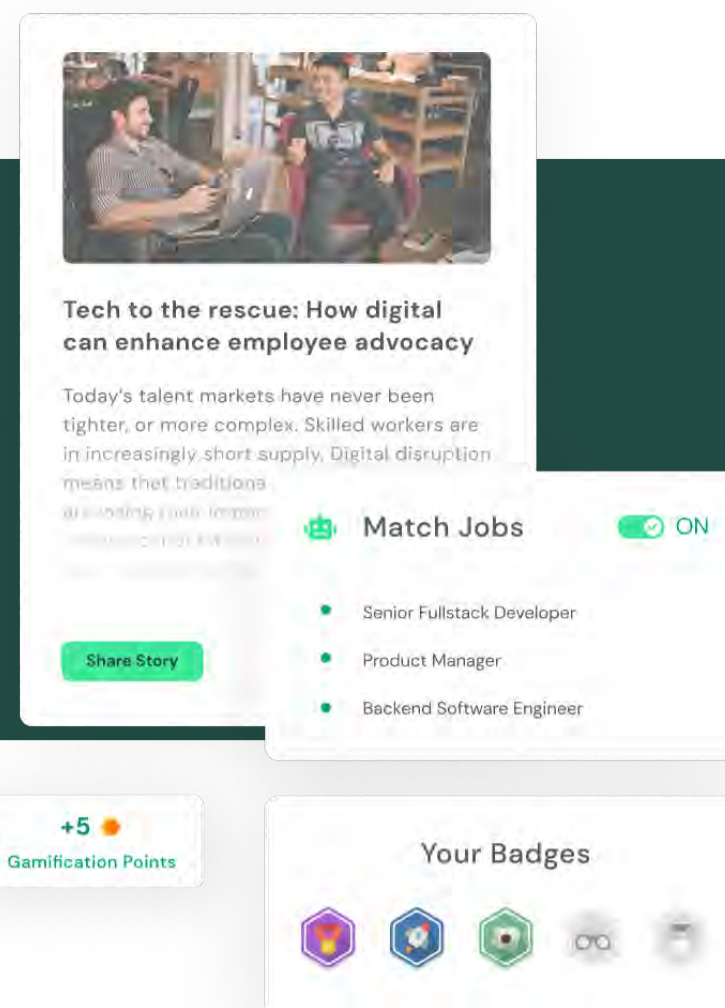 Tech to the rescue: How digital
can enhance employee advocacy
Today's talent markets have never been
tighter, or more complex. Skilled workers are
in increasingly short supply. Digital disruption
means that traditiona
Share Story
Match Jobs
ON
Senior Fullstack Developer
Product Manager
Backend Software Engineer
+5
Gamification Points
Your Badges